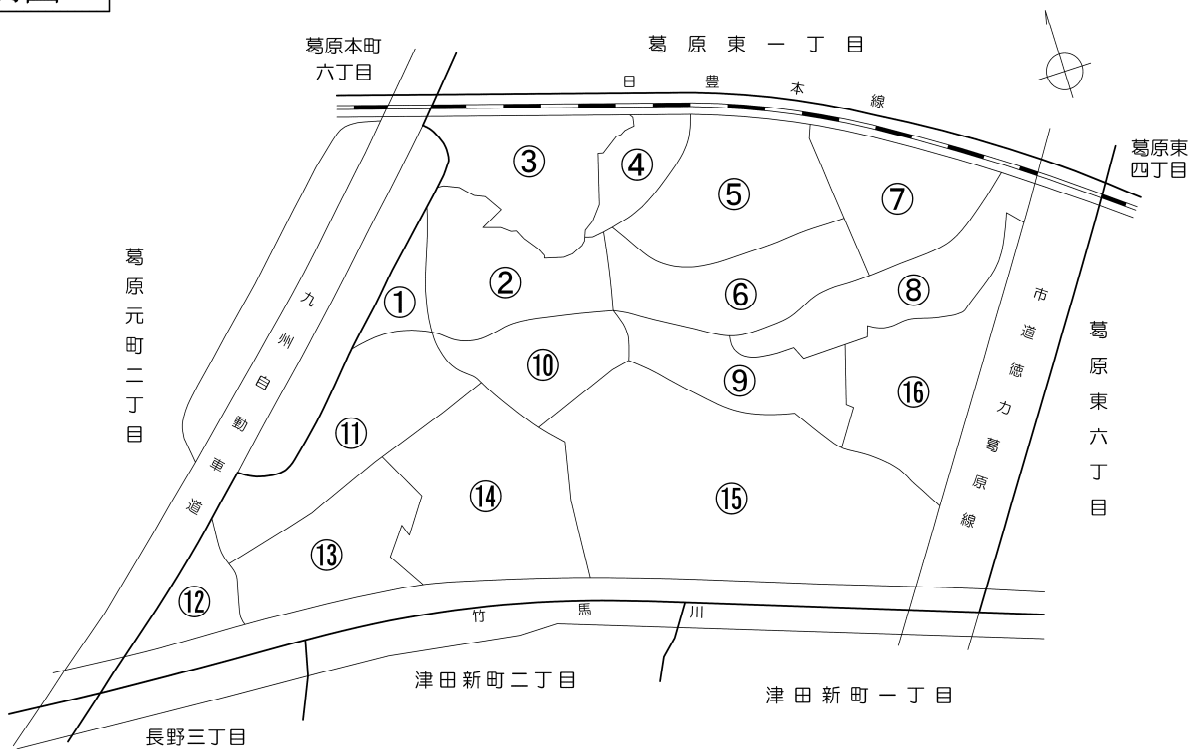 葛原本町
六丁目
葛原東一丁目
日豊本線
葛原東
四丁目
③
④
⑤
⑦
葛原元町二丁目
九州自動車道
①
②
⑥
⑧
市道徳力葛原線
葛原東六丁目
⑩
⑨
⑯
⑪
⑭
⑮
⑬
⑫
竹馬川
津田新町二丁目
津田新町一丁目
長野三丁目